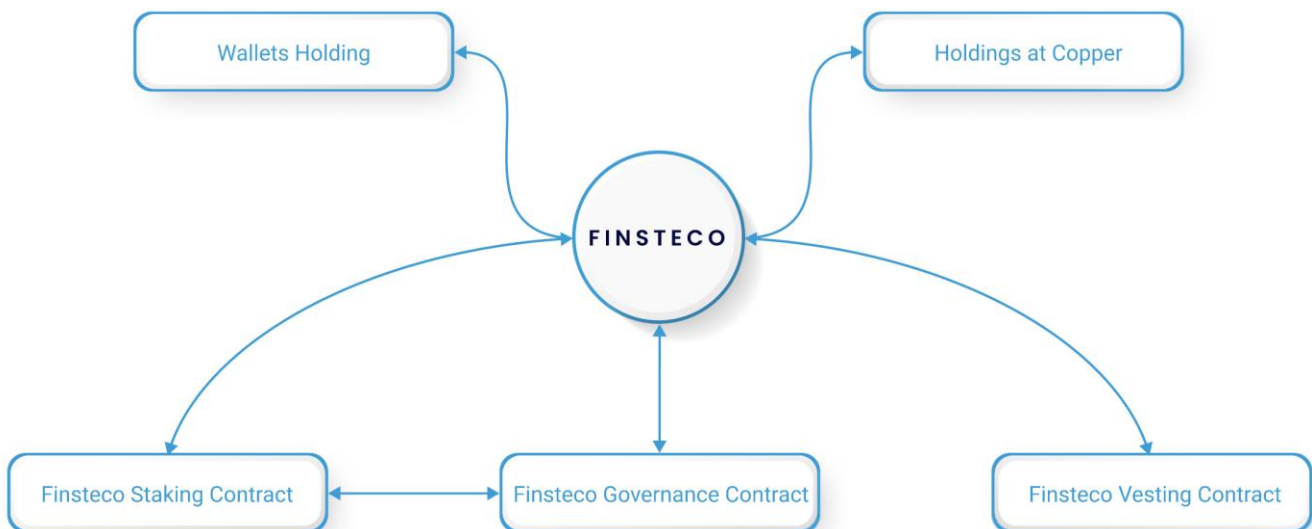 Wallets Holding
Holdings at Copper
FINSTECO
Finsteco Staking Contract
Finsteco Governance Contract
Finsteco Vesting Contract